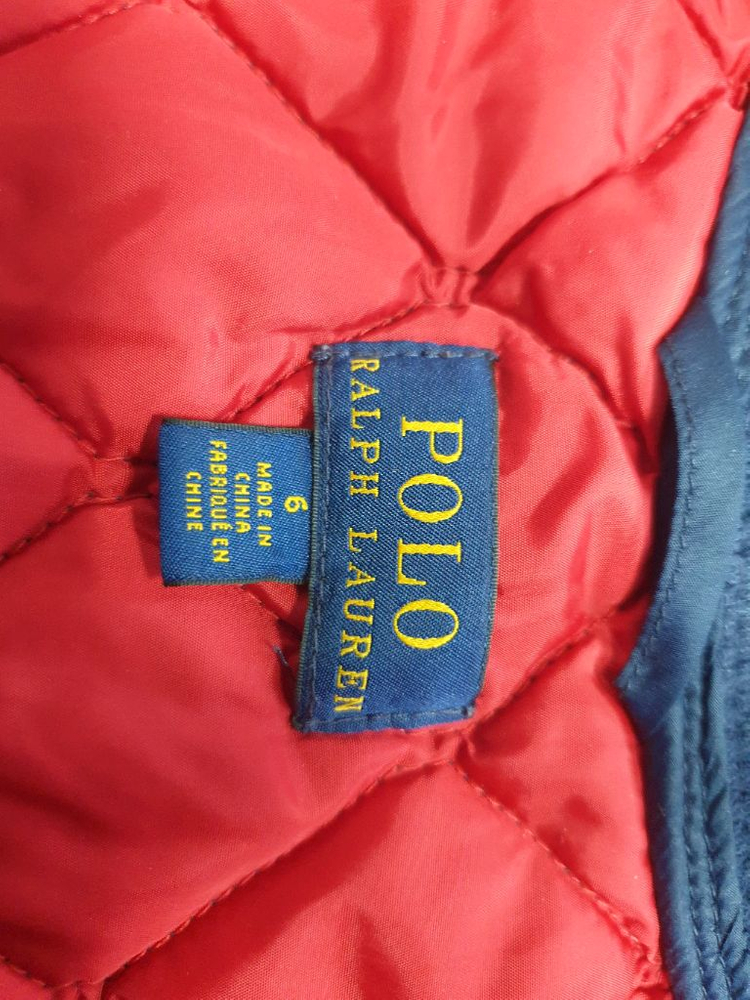 POLO
RALPH LAUREN
6
MADE IN
CHINA
FABRIQUÉ EN
CHINE